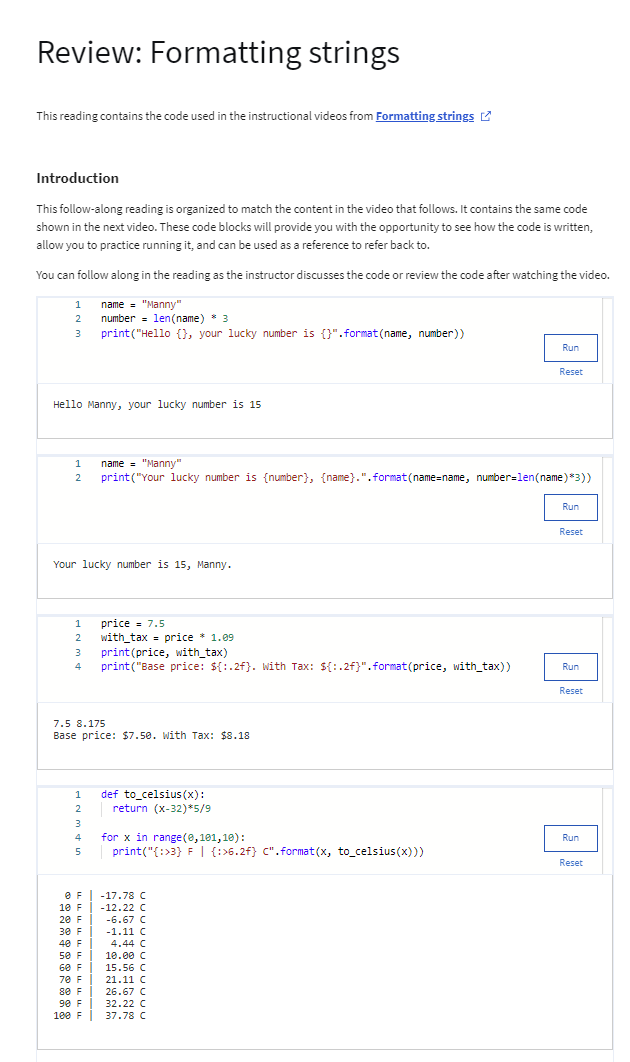 Review: Formatting strings
This reading contains the code used in the instructional videos from Formatting strings
Introduction
This follow-along reading is organized to match the content in the video that follows. It contains the same code
shown in the next video. These code blocks will provide you with the opportunity to see how the code is written,
allow you to practice running it, and can be used as a reference to refer back to.
You can follow along in the reading as the instructor discusses the code or review the code after watching the video.
1 name = "Manny"
2 number = len(name) * 3
3 print("Hello {}, your lucky number is {}".format(name, number))
Run
Reset
Hello Manny, your lucky number is 15
1 name = "Manny"
2 print("Your lucky number is {number}, {name}.".format(name=name, number=len(name)*3))
Run
Reset
Your lucky number is 15, Manny.
1 price = 7.5
2 with_tax = price * 1.09
3 print(price, with_tax)
4 print("Base price: ${:.2f}. With Tax: ${:.2f}".format(price, with_tax))
Run
Reset
7.5 8.175
Base price: $7.50. With Tax: $8.18
1 def to_celsius(x):
2   return (x-32)*5/9
3
4 for x in range(0,101,10):
5   print("{:>3} F | {:>6.2f} C".format(x, to_celsius(x)))
Run
Reset
  0 F | -17.78 C
 10 F | -12.22 C
 20 F |  -6.67 C
 30 F |  -1.11 C
 40 F |   4.44 C
 50 F |  10.00 C
 60 F |  15.56 C
 70 F |  21.11 C
 80 F |  26.67 C
 90 F |  32.22 C
100 F |  37.78 C